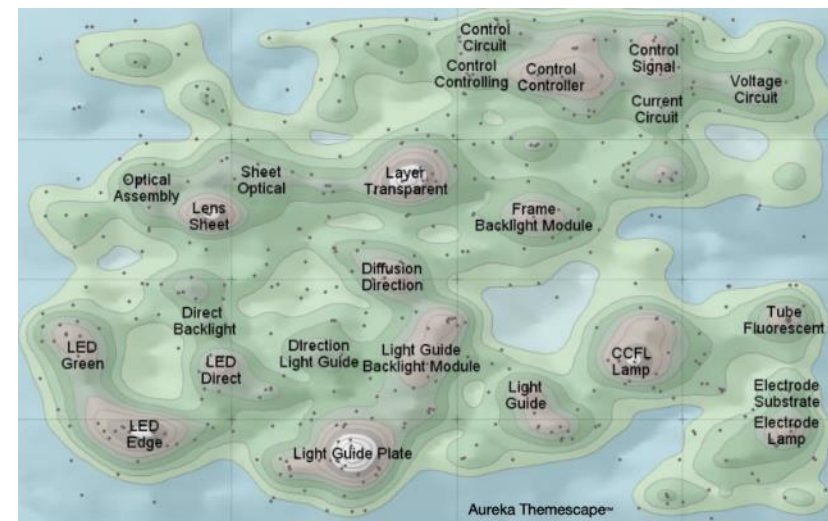 Control
Circuit
Control
Controlling
Control
Controller
Control
Signal
Voltage
Circuit
Current
Circuit
Optical
Assembly
Sheet
Optical
Layer
Transparent
Lens
Sheet
Frame
Backlight Module
Diffusion
Direction
Direct
Backlight
Tube
Fluorescent
LED
Green
LED
Direct
Direction
Light Guide
Light Guide
Backlight Module
CCFL
Lamp
Light
Guide
Electrode
Substrate
LED
Edge
Electrode
Lamp
Light Guide Plate
Aureka Themescape™